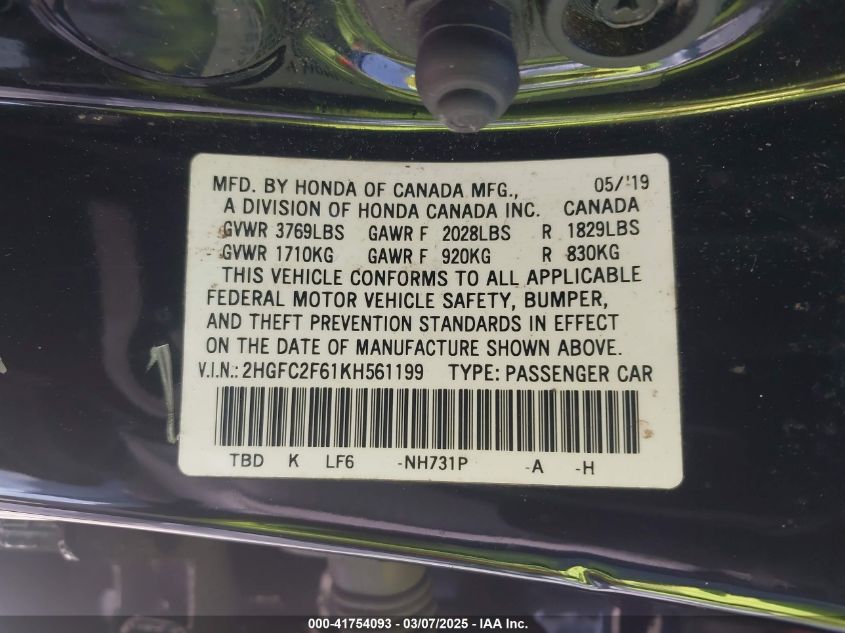 MFD. BY HONDA OF CANADA MFG., 05/'19
A DIVISION OF HONDA CANADA INC. CANADA
GVWR 3769LBS GAWR F 2028LBS R 1829LBS
GVWR 1710KG GAWR F 920KG R 830KG
THIS VEHICLE CONFORMS TO ALL APPLICABLE
FEDERAL MOTOR VEHICLE SAFETY, BUMPER,
AND THEFT PREVENTION STANDARDS IN EFFECT
ON THE DATE OF MANUFACTURE SHOWN ABOVE.
V.I.N.: 2HGFC2F61KH561199 TYPE: PASSENGER CAR
TBD K LF6 -NH731P -A -H
000-41754093 - 03/07/2025 - IAA Inc.